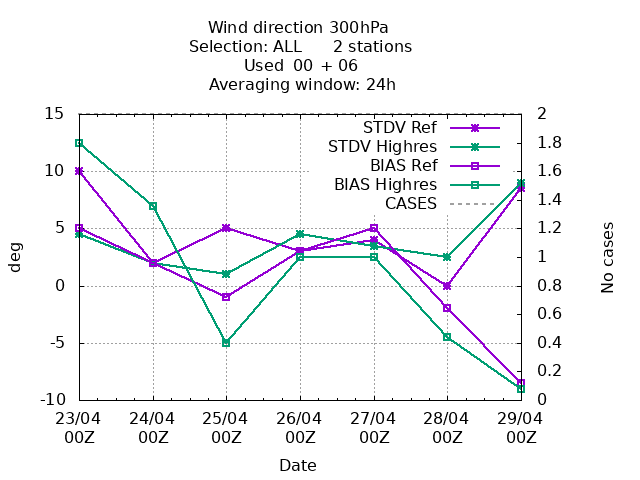 Wind direction 300hPa
Selection: ALL 2 stations
Used 00 + 06
Averaging window: 24h
15 2
STDV Ref
1.8
STDV Highres
10 BIAS Ref 1.6
BIAS Highres
1.4
CASES
5 1.2
deg
1
No cases
0 0.8
0.6
-5 0.4
0.2
-10 0
23/04 24/04 25/04 26/04 27/04 28/04 29/04
00Z 00Z 00Z 00Z 00Z 00Z 00Z
Date